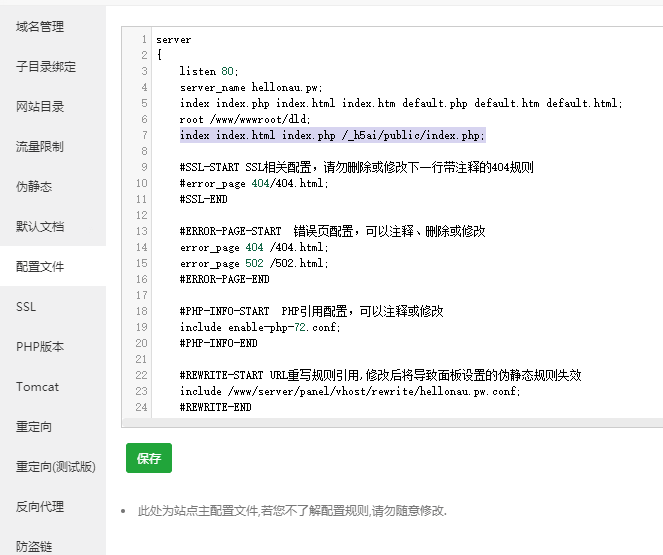 域名管理
子目录绑定
网站目录
流量限制
伪静态
默认文档
配置文件
SSL
PHP版本
Tomcat
重定向
重定向(测试版)
反向代理
防盗链
1 server
2 {
3 listen 80;
4 server_name hellonau.pw;
5 index index.php index.html index.htm default.php default.htm default.html;
6 root /www/wwwroot/dld;
7 index index.html index.php /_h5ai/public/index.php;
8
9 #SSL-START SSL相关配置，请勿删除或修改下一行带注释的404规则
10 #error_page 404/404.html;
11 #SSL-END
12
13 #ERROR-PAGE-START 错误页配置，可以注释、删除或修改
14 error_page 404 /404.html;
15 error_page 502 /502.html;
16 #ERROR-PAGE-END
17
18 #PHP-INFO-START PHP引用配置，可以注释或修改
19 include enable-php-72.conf;
20 #PHP-INFO-END
21
22 #REWRITE-START URL重写规则引用,修改后将导致面板设置的伪静态规则失效
23 include /www/server/panel/vhost/rewrite/hellonau.pw.conf;
24 #REWRITE-END
保存
此处为站点主配置文件,若您不了解配置规则,请勿随意修改.